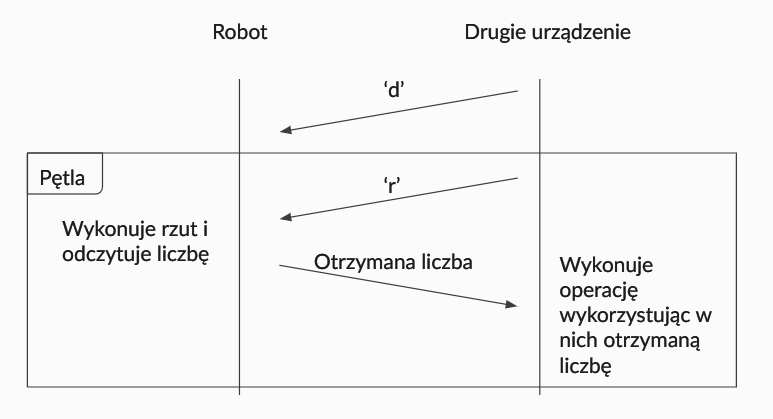 Robot
Drugie urządzenie
‘d’
Pętla
‘r’
Wykonuje rzut i
odczytuje liczbę
Otrzymana liczba
Wykonuje
operację
wykorzystując w
nich otrzymaną
liczbę